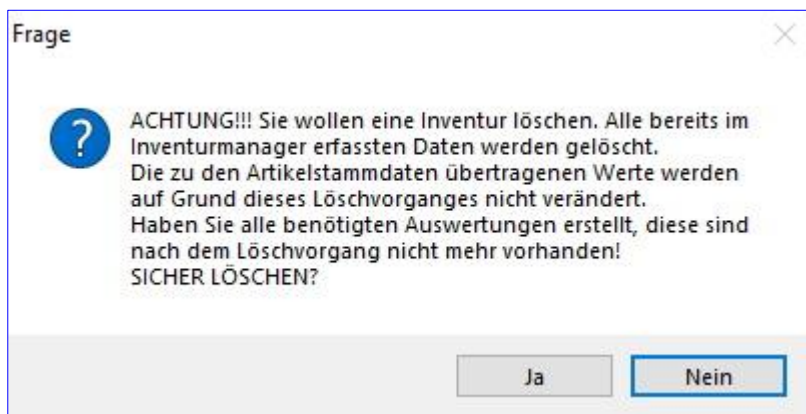 Frage
ACHTUNG!!! Sie wollen eine Inventur löschen. Alle bereits im
Inventurmanager erfassten Daten werden gelöscht.
Die zu den Artikelstammdaten übertragenen Werte werden
auf Grund dieses Löschvorganges nicht verändert.
Haben Sie alle benötigten Auswertungen erstellt, diese sind
nach dem Löschvorgang nicht mehr vorhanden!
SICHER LÖSCHEN?
Ja
Nein